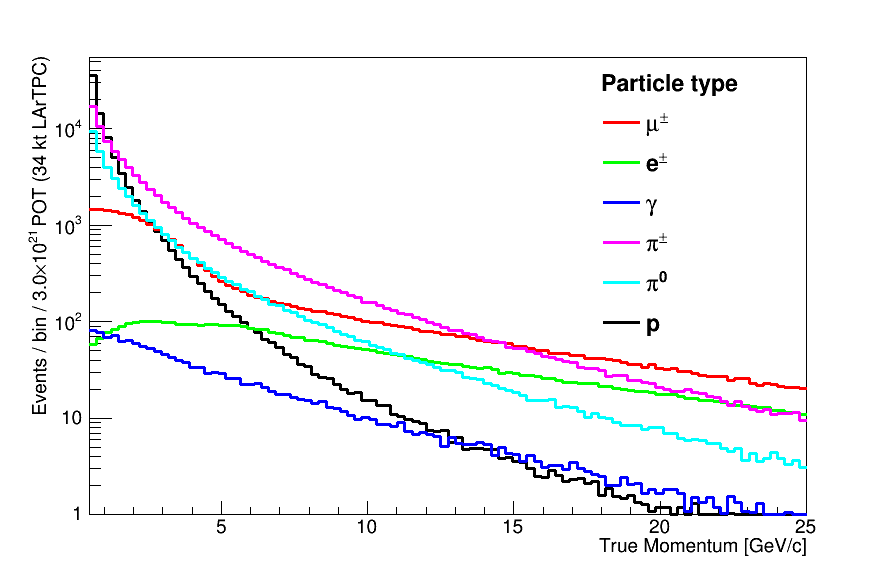 Events / bin / 3.0×10²¹ POT (34 kt LArTPC)
10⁴
10³
10²
10
1
Particle type
μ±
e±
γ
π±
π⁰
p
5
10
15
20
25
True Momentum [GeV/c]